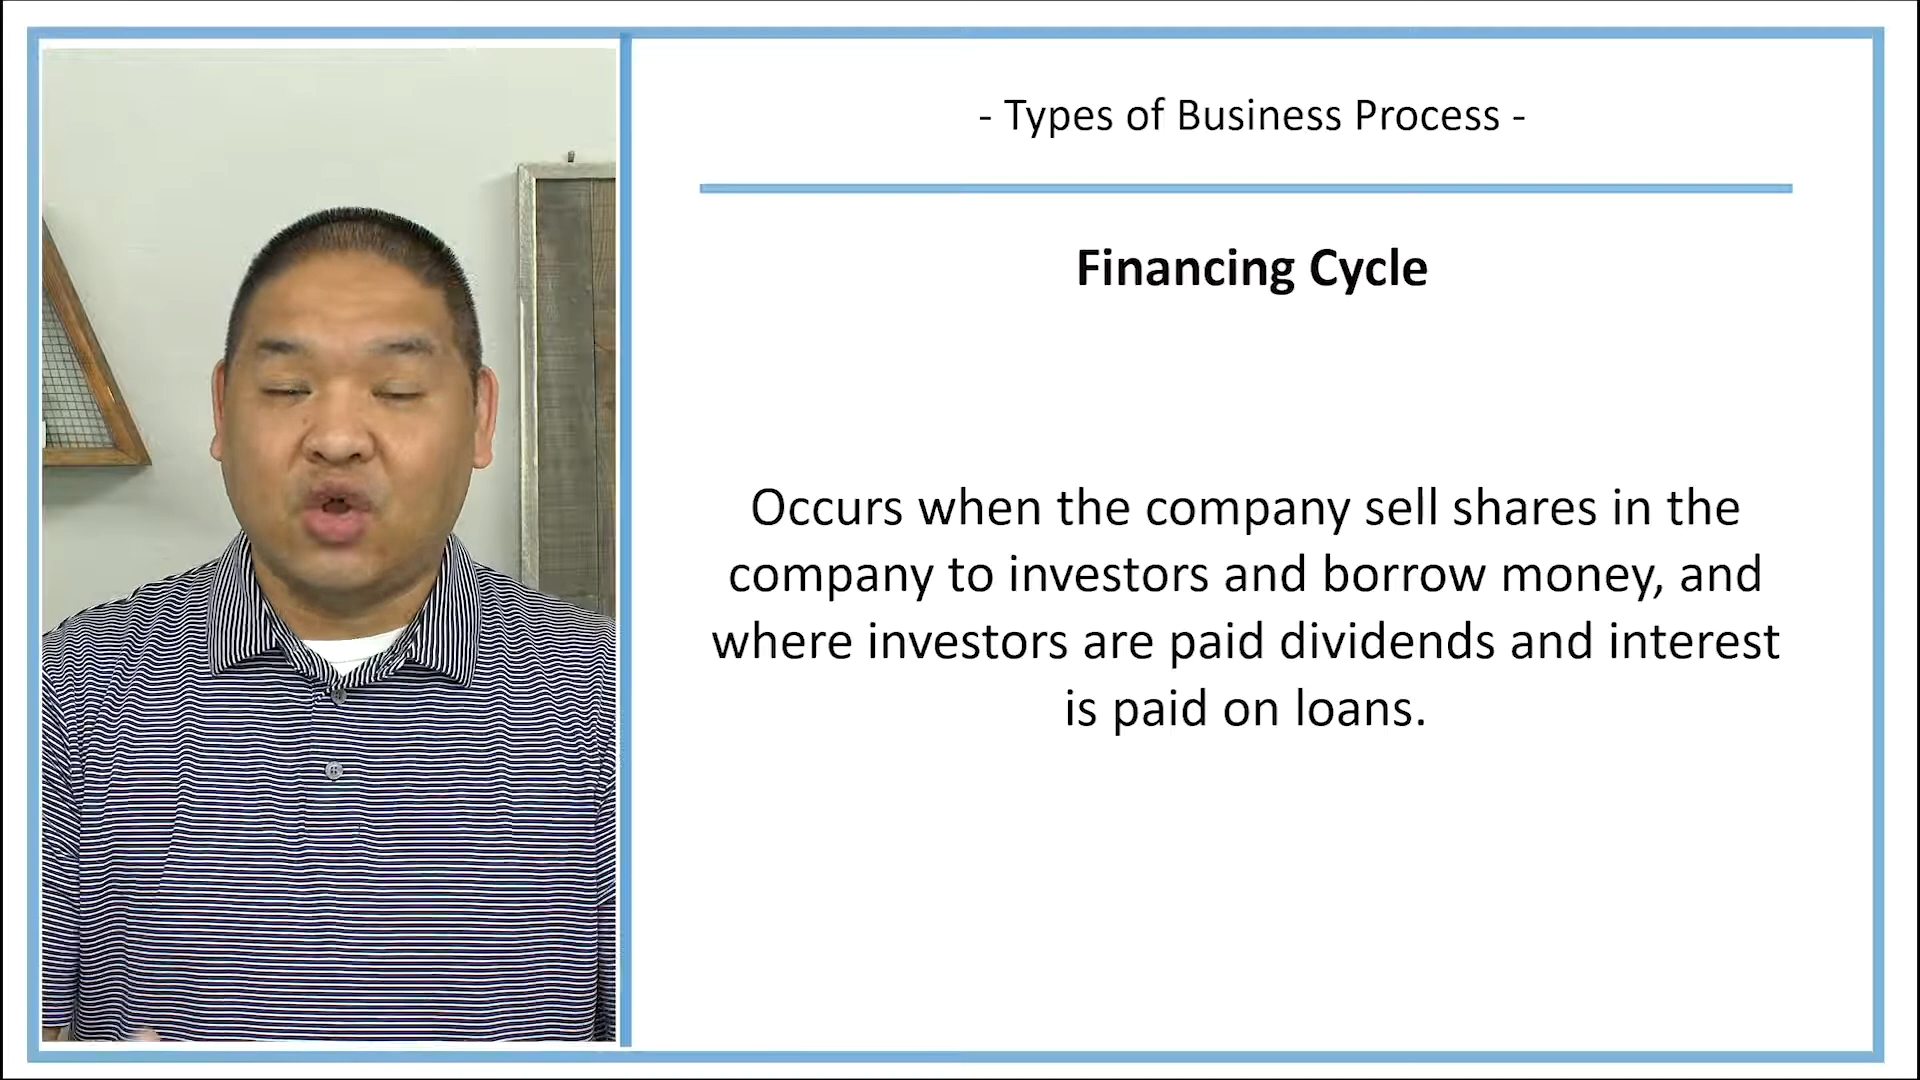 - Types of Business Process -
Financing Cycle
Occurs when the company sell shares in the
company to investors and borrow money, and
where investors are paid dividends and interest
is paid on loans.